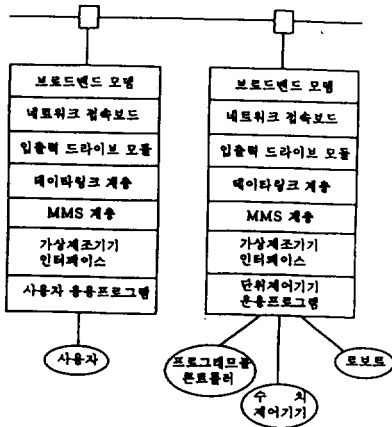 브로드밴드 모뎀
네트워크 접속보드
입출력 드라이브 모듈
데이타링크 계층
MMS 계층
가상제조기기
인터페이스
사용자 응용프로그램
사용자
브로드밴드 모뎀
네트워크 접속보드
입출력 드라이브 모듈
데이타링크 계층
MMS 계층
가상제조기기
인터페이스
단위제어기기
운용프로그램
프로그래므블
콘트롤러
수 치
제어기기
로보트